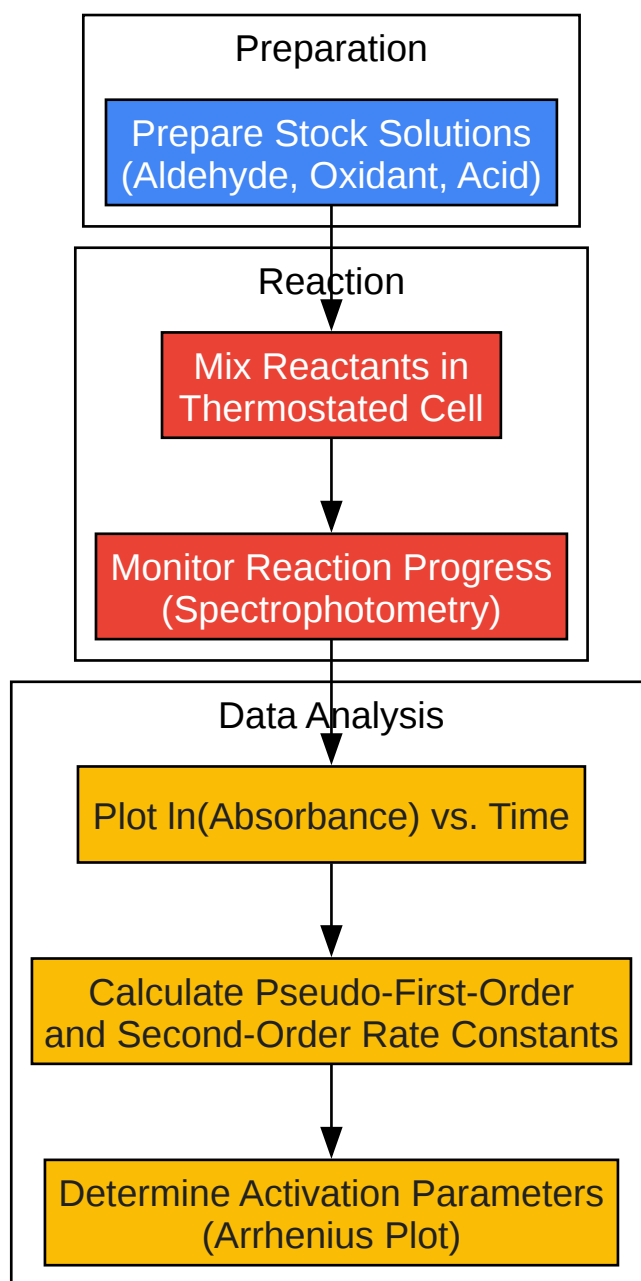 Preparation
Prepare Stock Solutions
(Aldehyde, Oxidant, Acid)
Reaction
Mix Reactants in
Thermostated Cell
Monitor Reaction Progress
(Spectrophotometry)
Data Analysis
Plot ln(Absorbance) vs. Time
Calculate Pseudo-First-Order
and Second-Order Rate Constants
Determine Activation Parameters
(Arrhenius Plot)